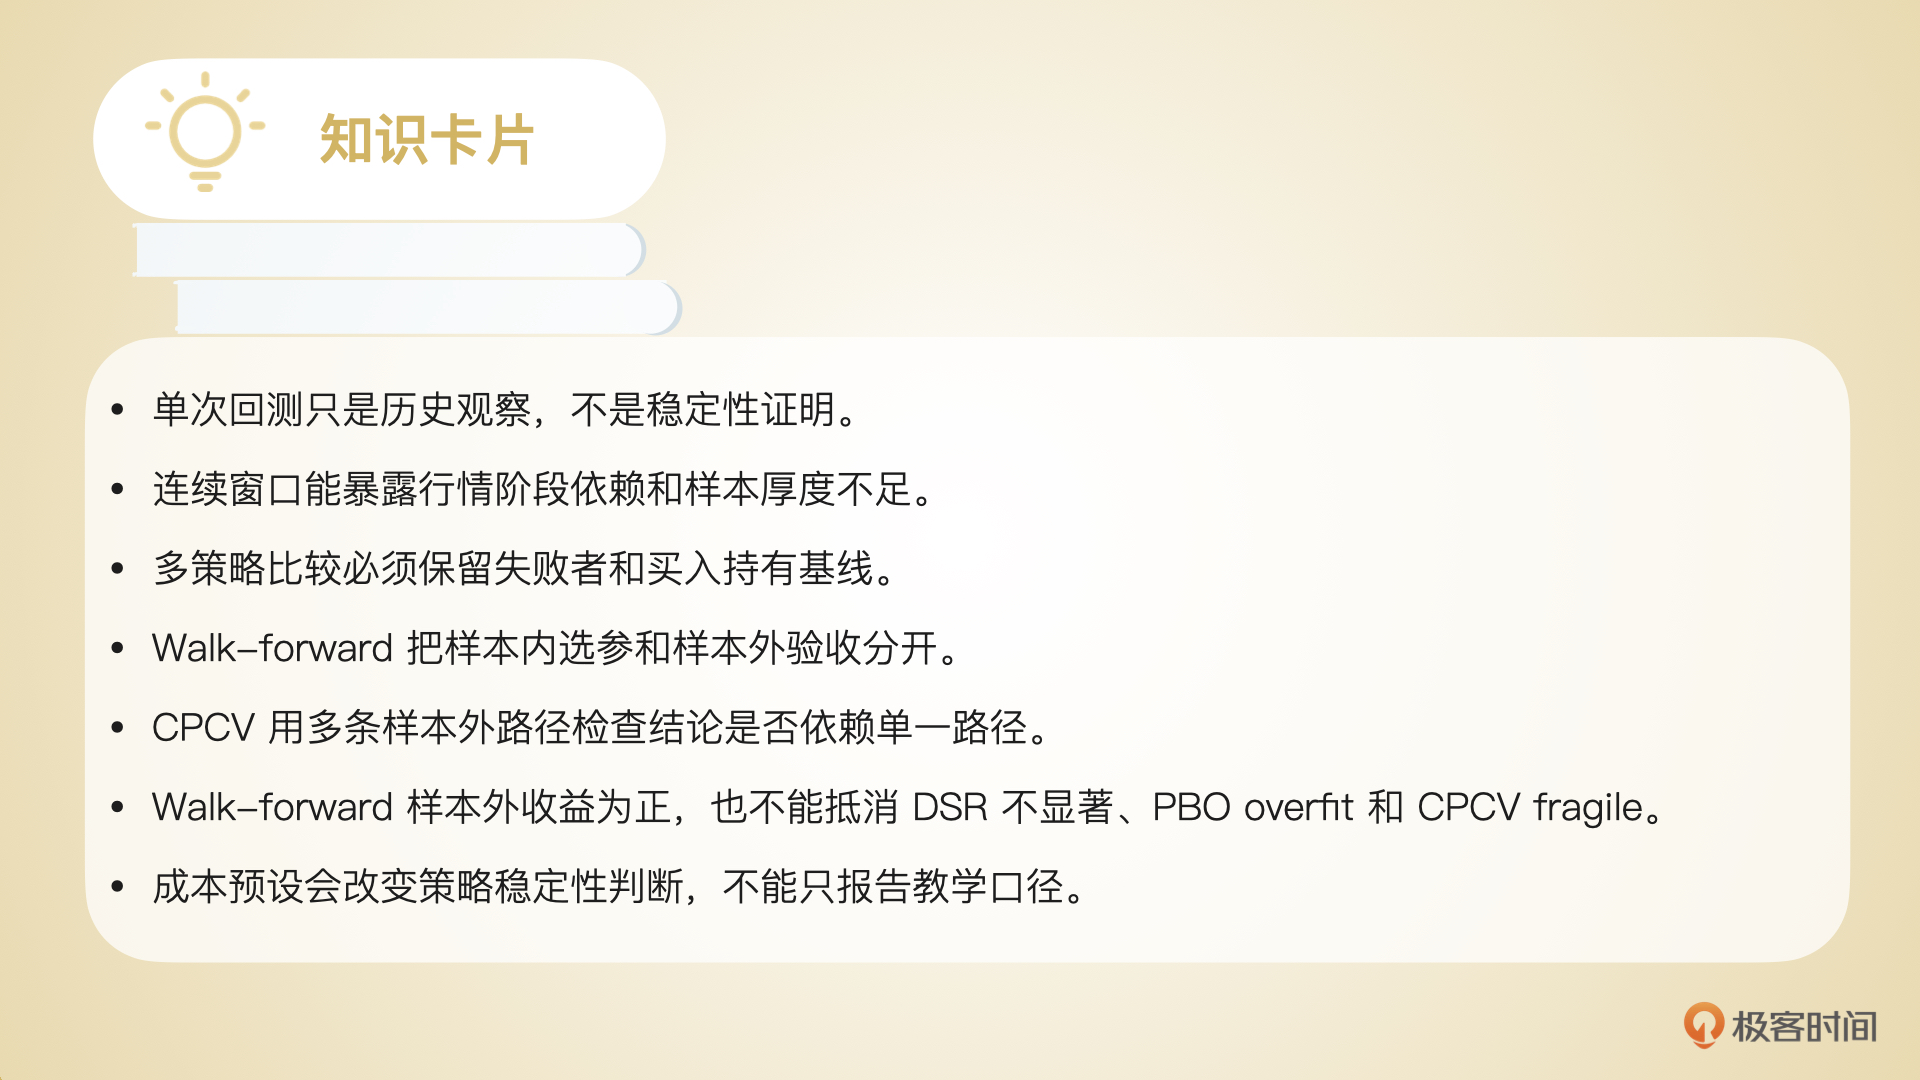 知识卡片
• 单次回测只是历史观察，不是稳定性证明。
• 连续窗口能暴露行情阶段依赖和样本厚度不足。
• 多策略比较必须保留失败者和买入持有基线。
• Walk-forward 把样本内选参和样本外验收分开。
• CPCV 用多条样本外路径检查结论是否依赖单一路径。
• Walk-forward 样本外收益为正，也不能抵消 DSR 不显著、PBO overfit 和 CPCV fragile。
• 成本预设会改变策略稳定性判断，不能只报告教学口径。
极客时间